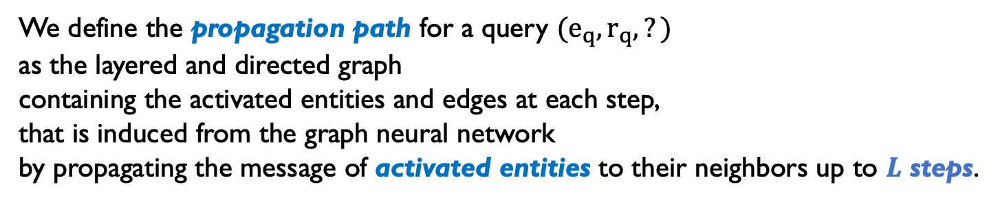 We define the propagation path for a query (e_q, r_q, ?)
as the layered and directed graph
containing the activated entities and edges at each step,
that is induced from the graph neural network
by propagating the message of activated entities to their neighbors up to L steps.